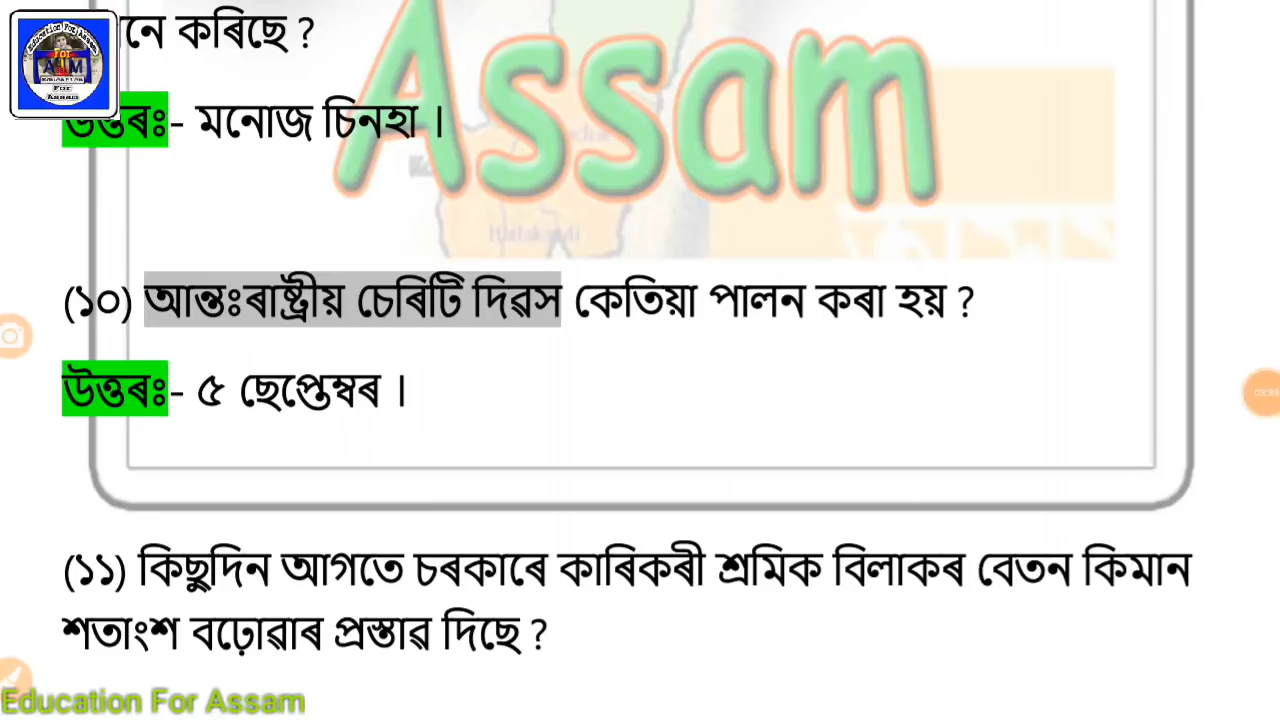 নে কৰিছে ?
Assam
উত্তৰঃ- মনোজ চিনহা ।
Hailakandi
(১০) আন্তঃৰাষ্ট্ৰীয় চেৰিটি দিৱস কেতিয়া পালন কৰা হয় ?
উত্তৰঃ- ৫ ছেপ্তেম্বৰ ।
(১১) কিছুদিন আগতে চৰকাৰে কাৰিকৰী শ্ৰমিক বিলাকৰ বেতন কিমান
শতাংশ বঢ়োৱাৰ প্ৰস্তাৱ দিছে ?
Education For Assam